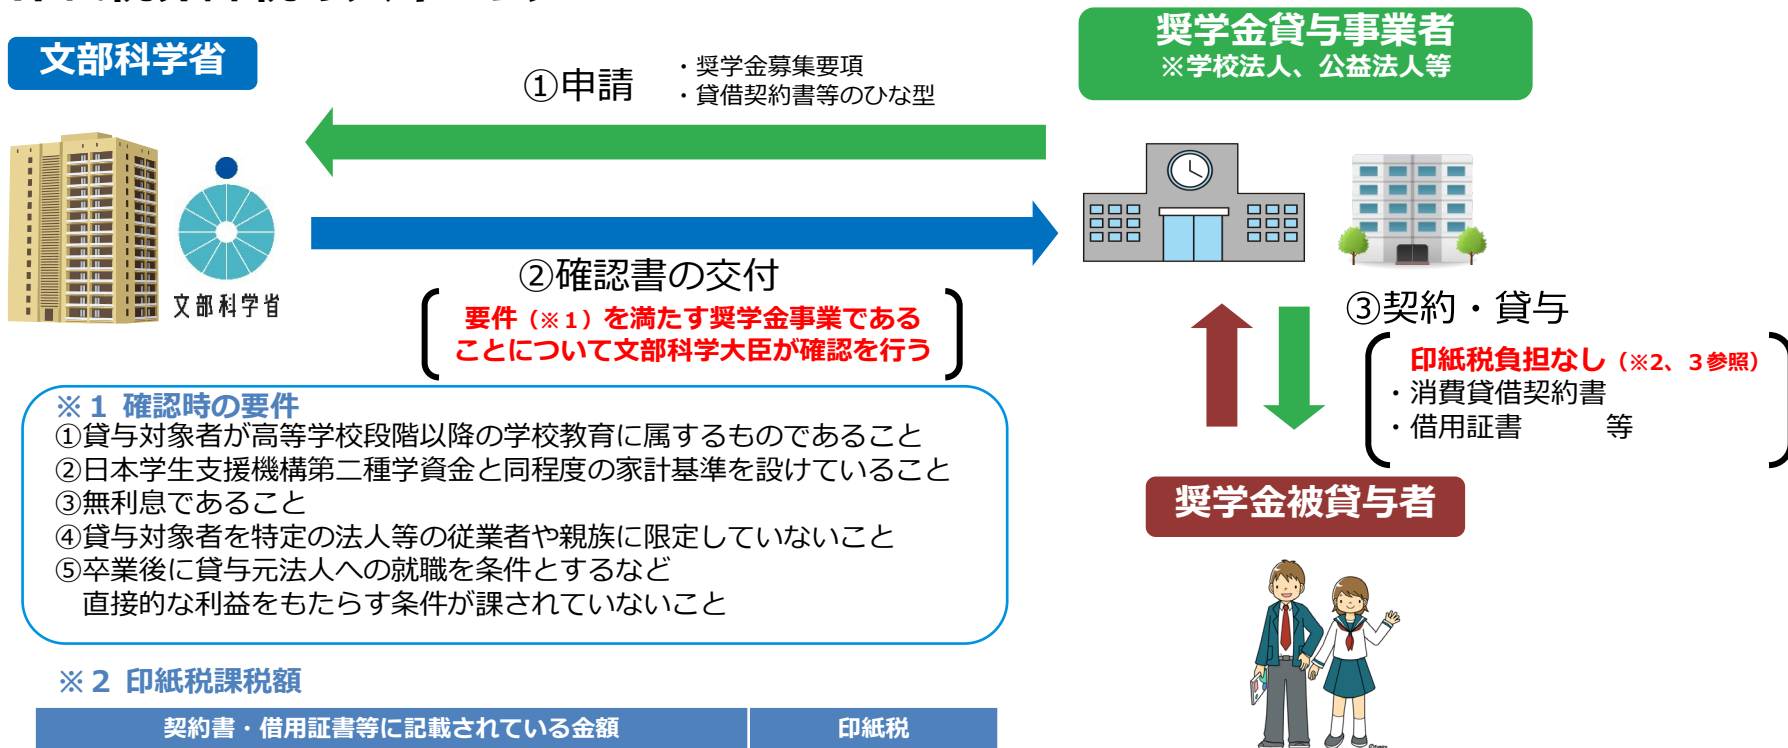 文部科学省
奨学金貸与事業者
※学校法人、公益法人等
①申請
・奨学金募集要項
・貸借契約書等のひな型
文部科学省
②確認書の交付
要件（※１）を満たす奨学金事業である
ことについて文部科学大臣が確認を行う
③契約・貸与
印紙税負担なし（※2、３参照）
・消費貸借契約書
・借用証書　　　等
奨学金被貸与者
※１ 確認時の要件
①貸与対象者が高等学校段階以降の学校教育に属するものであること
②日本学生支援機構第二種学資金と同程度の家計基準を設けていること
③無利息であること
④貸与対象者を特定の法人等の従業者や親族に限定していないこと
⑤卒業後に貸与元法人への就職を条件とするなど
直接的な利益をもたらす条件が課されていないこと
※２ 印紙税課税額
契約書・借用証書等に記載されている金額
印紙税